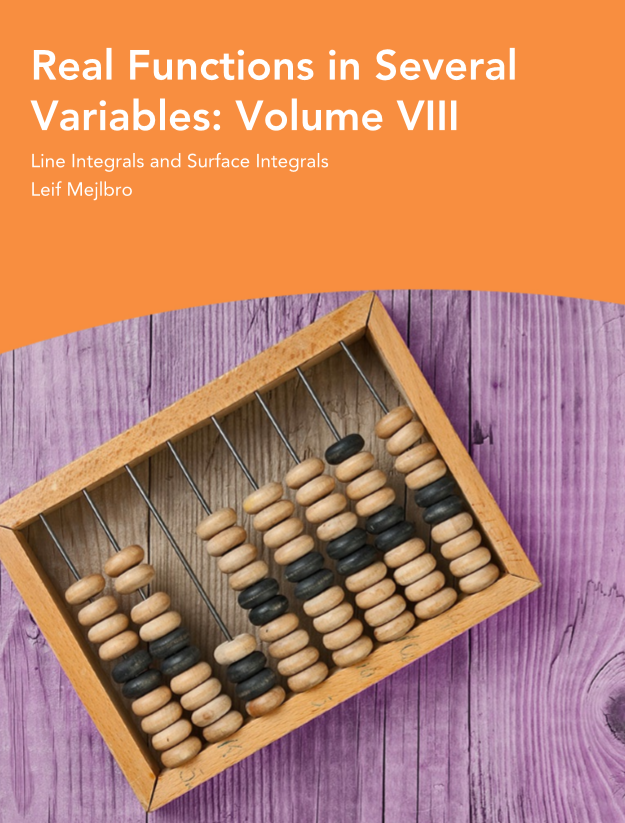 Real Functions in Several
Variables: Volume VIII
Line Integrals and Surface Integrals
Leif Mejlbro